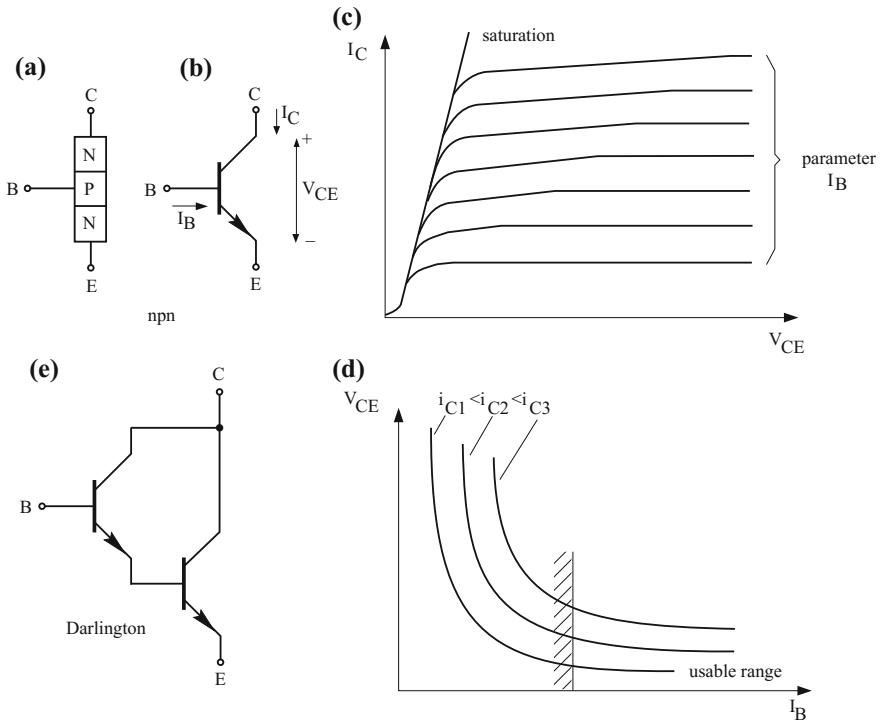 (a)
C
N
B
P
N
E
npn
(b)
C
I_C
+
B
V_CE
I_B
–
E
(c)
I_C
saturation
parameter
I_B
V_CE
(e)
C
B
Darlington
E
(d)
V_CE
i_C1 <i_C2 <i_C3
usable range
I_B